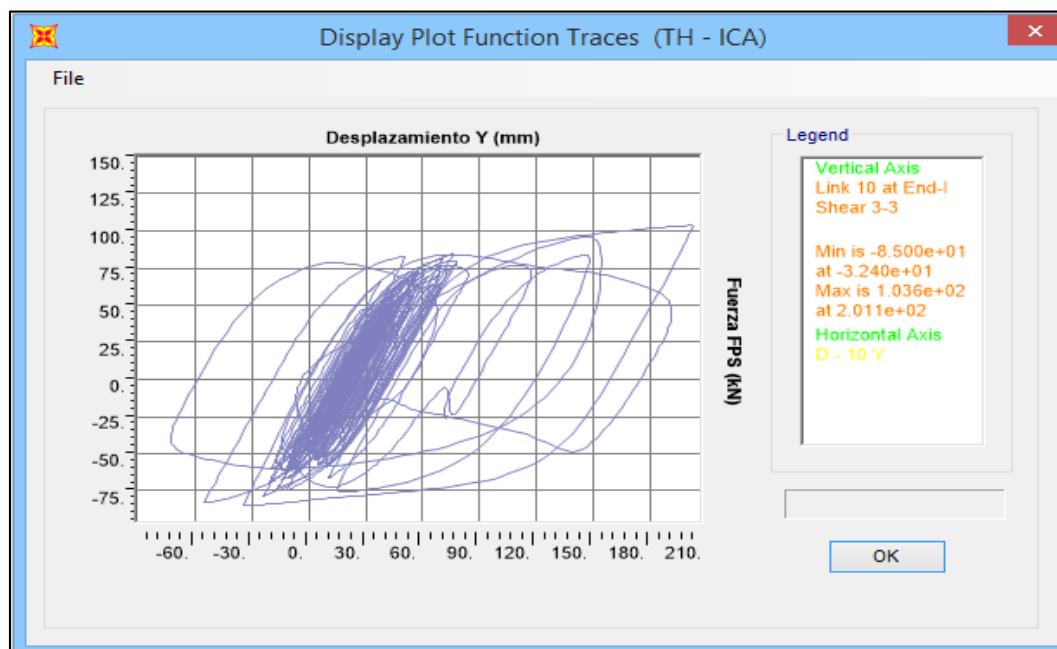 Display Plot Function Traces (TH - ICA)
File
Desplazamiento Y (mm)
150.
125.
100.
75.
50.
25.
0.
-25.
-50.
-75.
-60. -30. 0. 30. 60. 90. 120. 150. 180. 210.
Fuerza FPS (kN)
Legend
Vertical Axis
Link 10 at End-I
Shear 3-3
Min is -8.500e+01
at -3.240e+01
Max is 1.036e+02
at 2.011e+02
Horizontal Axis
D - 10 Y
OK